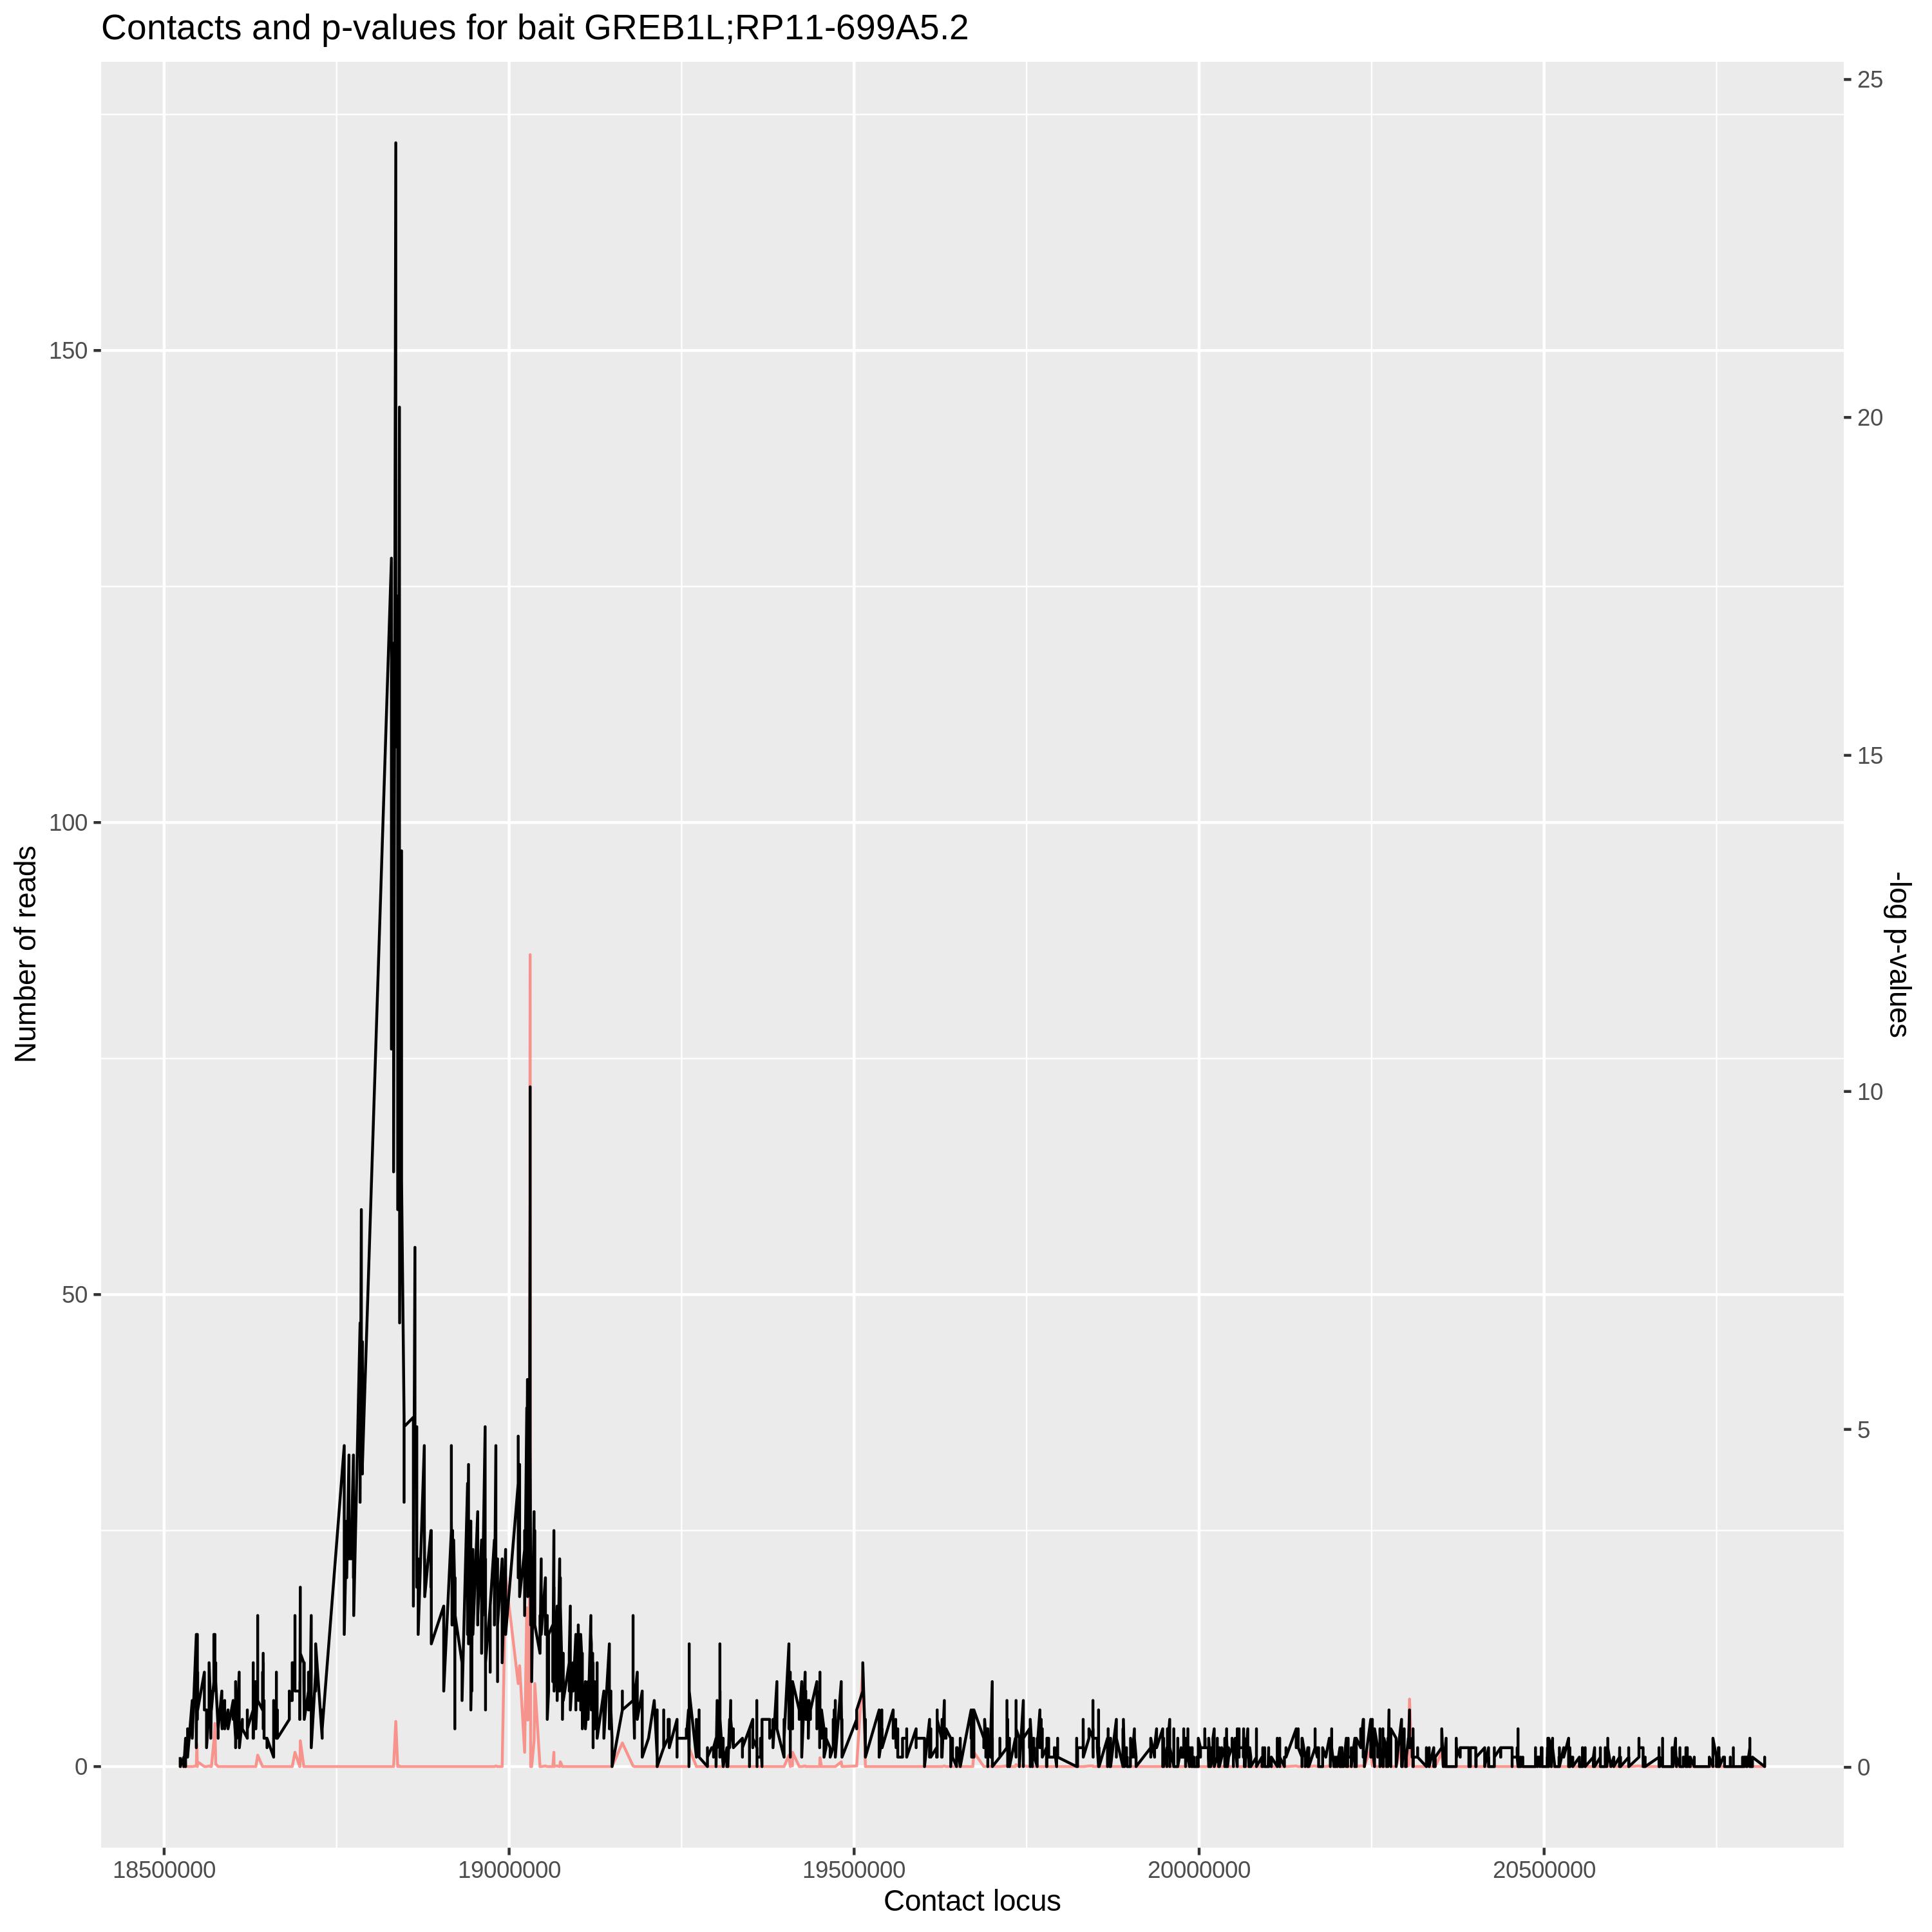 Contacts and p-values for bait GREB1L;RP11-699A5.2
25
150
20
15
100
10
50
5
0
0
Number of reads
-log p-values
18500000 19000000 19500000 20000000 20500000
Contact locus